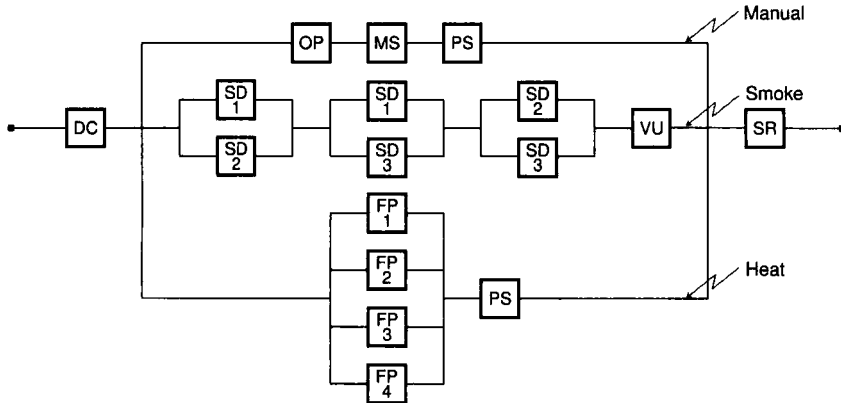 OP
MS
PS
Manual
DC
SD
1
SD
2
SD
1
SD
3
SD
2
SD
3
VU
Smoke
SR
FP
1
FP
2
FP
3
FP
4
PS
Heat